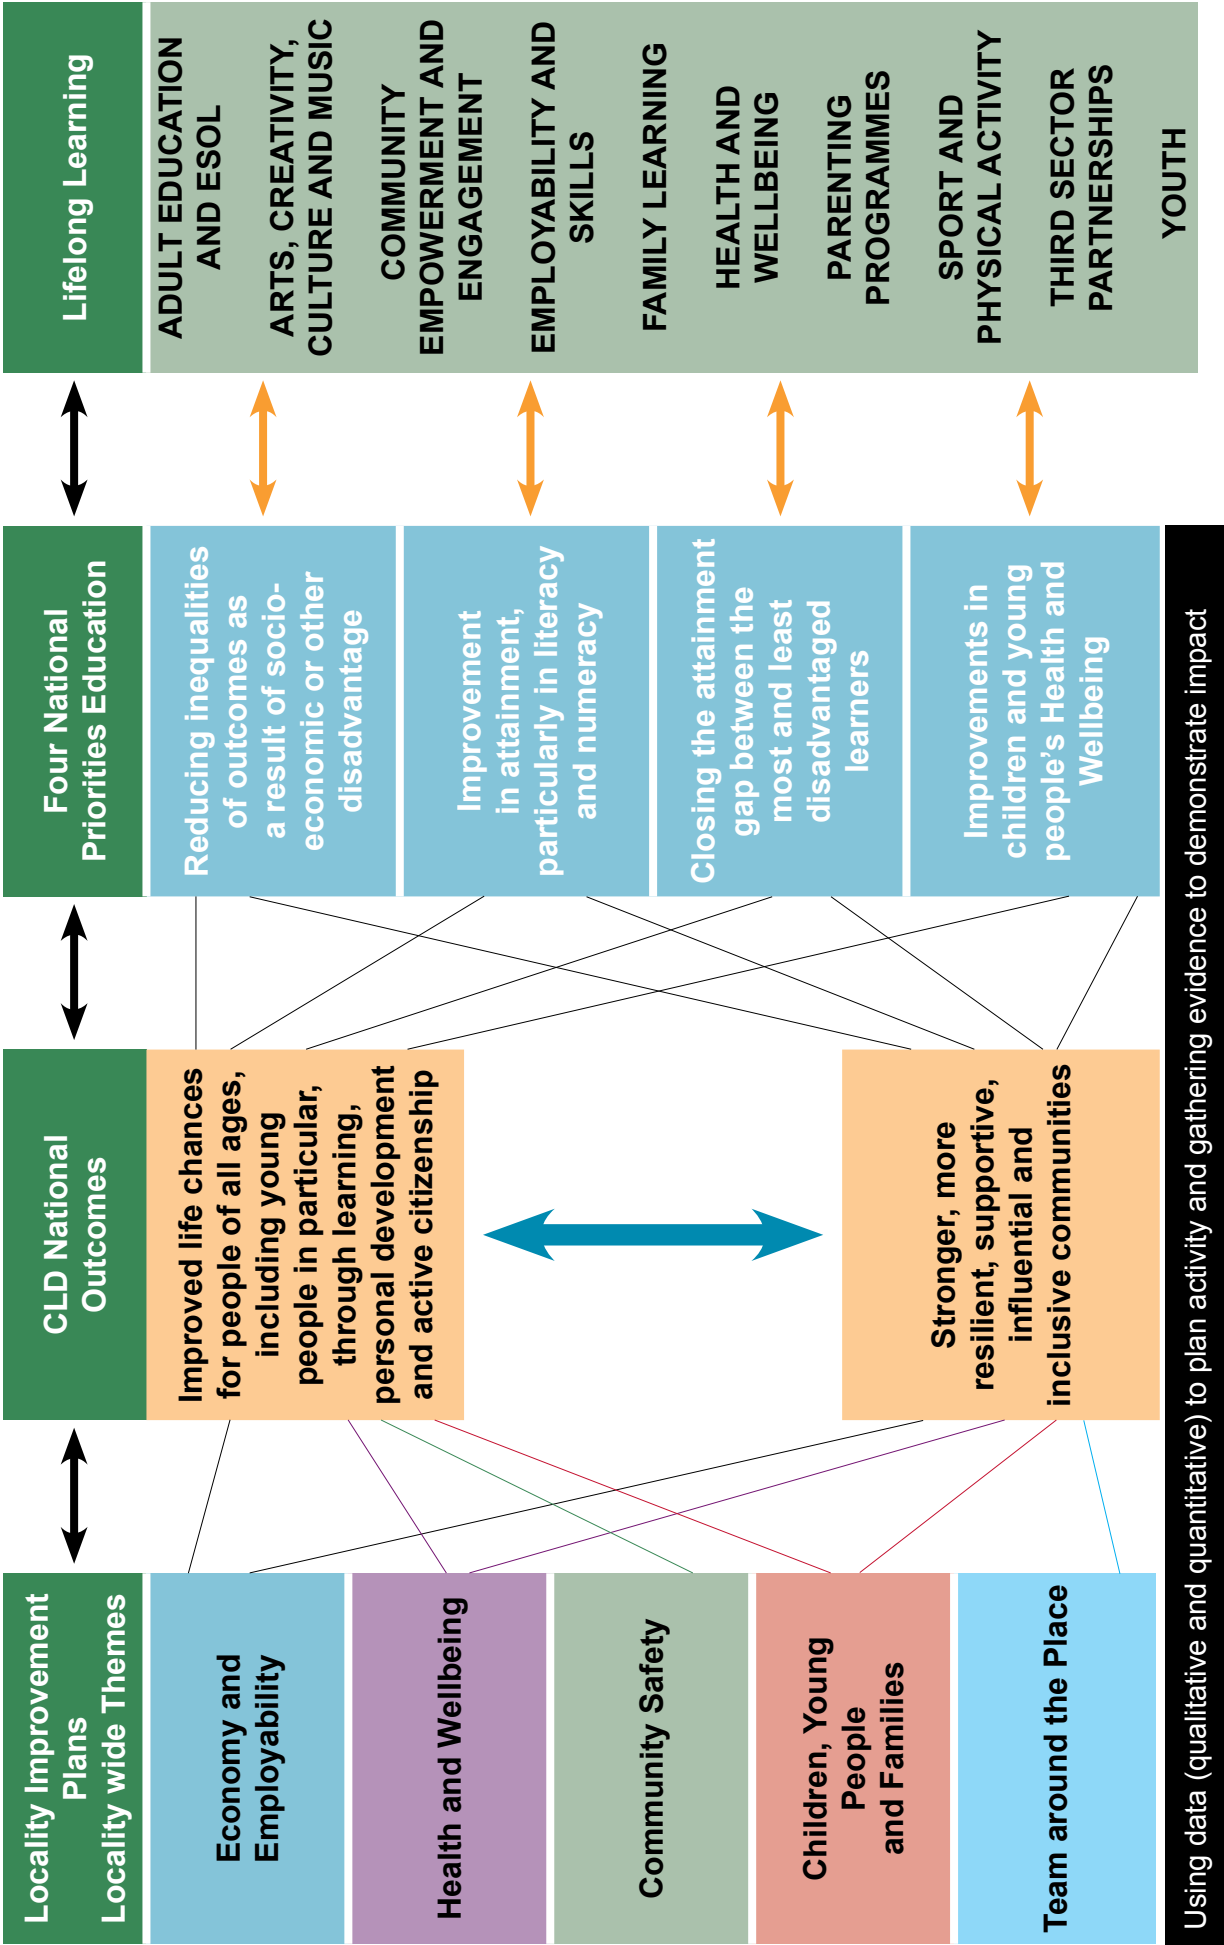 Locality Improvement
Plans
Locality wide Themes
Economy and
Employability
Health and Wellbeing
Community Safety
Children, Young
People
and Families
Team around the Place
CLD National
Outcomes
Improved life chances
for people of all ages,
including young
people in particular,
through learning,
personal development
and active citizenship
Stronger, more
resilient, supportive,
influential and
inclusive communities
Four National
Priorities Education
Reducing inequalities
of outcomes as
a result of socio-
economic or other
disadvantage
Improvement
in attainment,
particularly in literacy
and numeracy
Closing the attainment
gap between the
most and least
disadvantaged
learners
Improvements in
children and young
people’s Health and
Wellbeing
Lifelong Learning
ADULT EDUCATION
AND ESOL
ARTS, CREATIVITY,
CULTURE AND MUSIC
COMMUNITY
EMPOWERMENT AND
ENGAGEMENT
EMPLOYABILITY AND
SKILLS
FAMILY LEARNING
HEALTH AND
WELLBEING
PARENTING
PROGRAMMES
SPORT AND
PHYSICAL ACTIVITY
THIRD SECTOR
PARTNERSHIPS
YOUTH
Using data (qualitative and quantitative) to plan activity and gathering evidence to demonstrate impact